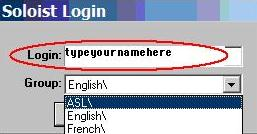 Soloist Login
Login: typeyournamehere
Group: English\
ASL\
English\
French\